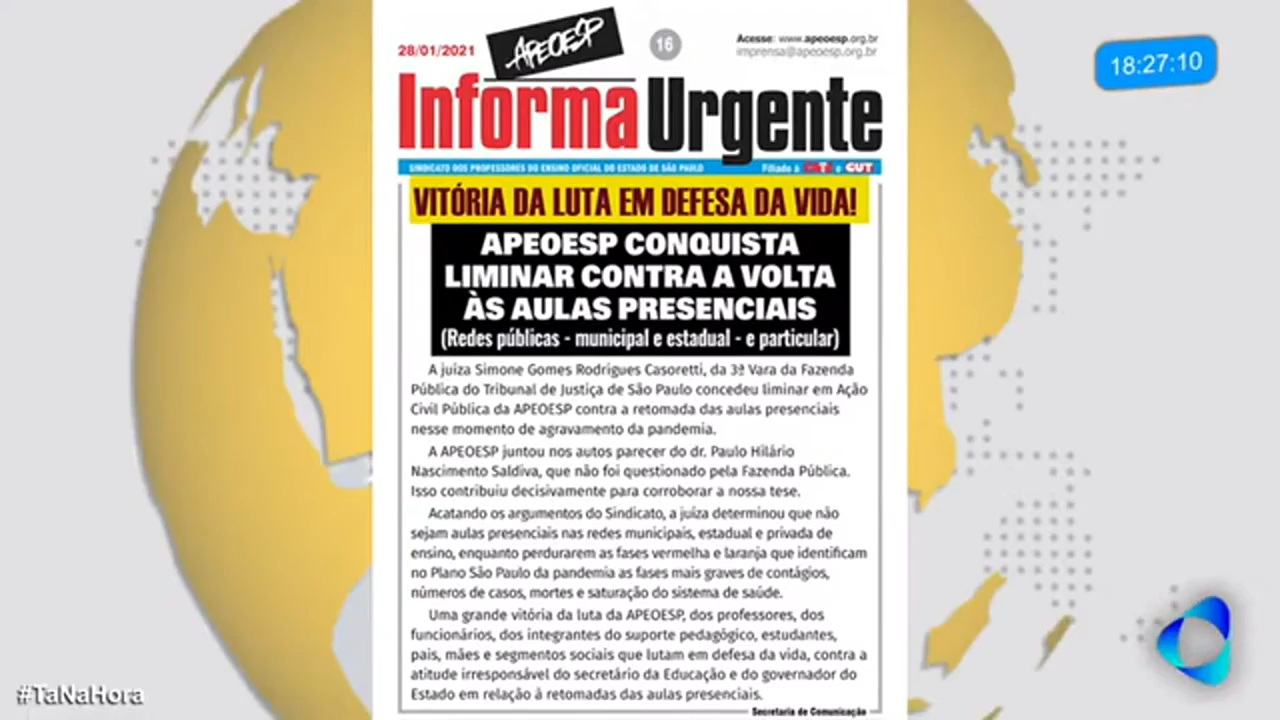 28/01/2021
APEOESP
16
Acesse: www.apeoesp.org.br
imprensa@apeoesp.org.br
18:27:10
Informa Urgente
SINDICATO DOS PROFESSORES DO ENSINO OFICIAL DO ESTADO DE SÃO PAULO
Filiado à CNTE e CUT
VITÓRIA DA LUTA EM DEFESA DA VIDA!
APEOESP CONQUISTA
LIMINAR CONTRA A VOLTA
ÀS AULAS PRESENCIAIS
(Redes públicas - municipal e estadual - e particular)
A juíza Simone Gomes Rodrigues Casoretti, da 3ª Vara da Fazenda
Pública do Tribunal de Justiça de São Paulo concedeu liminar em Ação
Civil Pública da APEOESP contra a retomada das aulas presenciais
nesse momento de agravamento da pandemia.
A APEOESP juntou nos autos parecer do dr. Paulo Hilário
Nascimento Saldiva, que não foi questionado pela Fazenda Pública.
Isso contribuiu decisivamente para corroborar a nossa tese.
Acatando os argumentos do Sindicato, a juíza determinou que não
sejam aulas presenciais nas redes municipais, estadual e privada de
ensino, enquanto perdurarem as fases vermelha e laranja que identificam
no Plano São Paulo da pandemia as fases mais graves de contágios,
números de casos, mortes e saturação do sistema de saúde.
Uma grande vitória da luta da APEOESP, dos professores, dos
funcionários, dos integrantes do suporte pedagógico, estudantes,
pais, mães e segmentos sociais que lutam em defesa da vida, contra a
atitude irresponsável do secretário da Educação e do governador do
Estado em relação à retomadas das aulas presenciais.
Secretaria de Comunicação
#TaNaHora